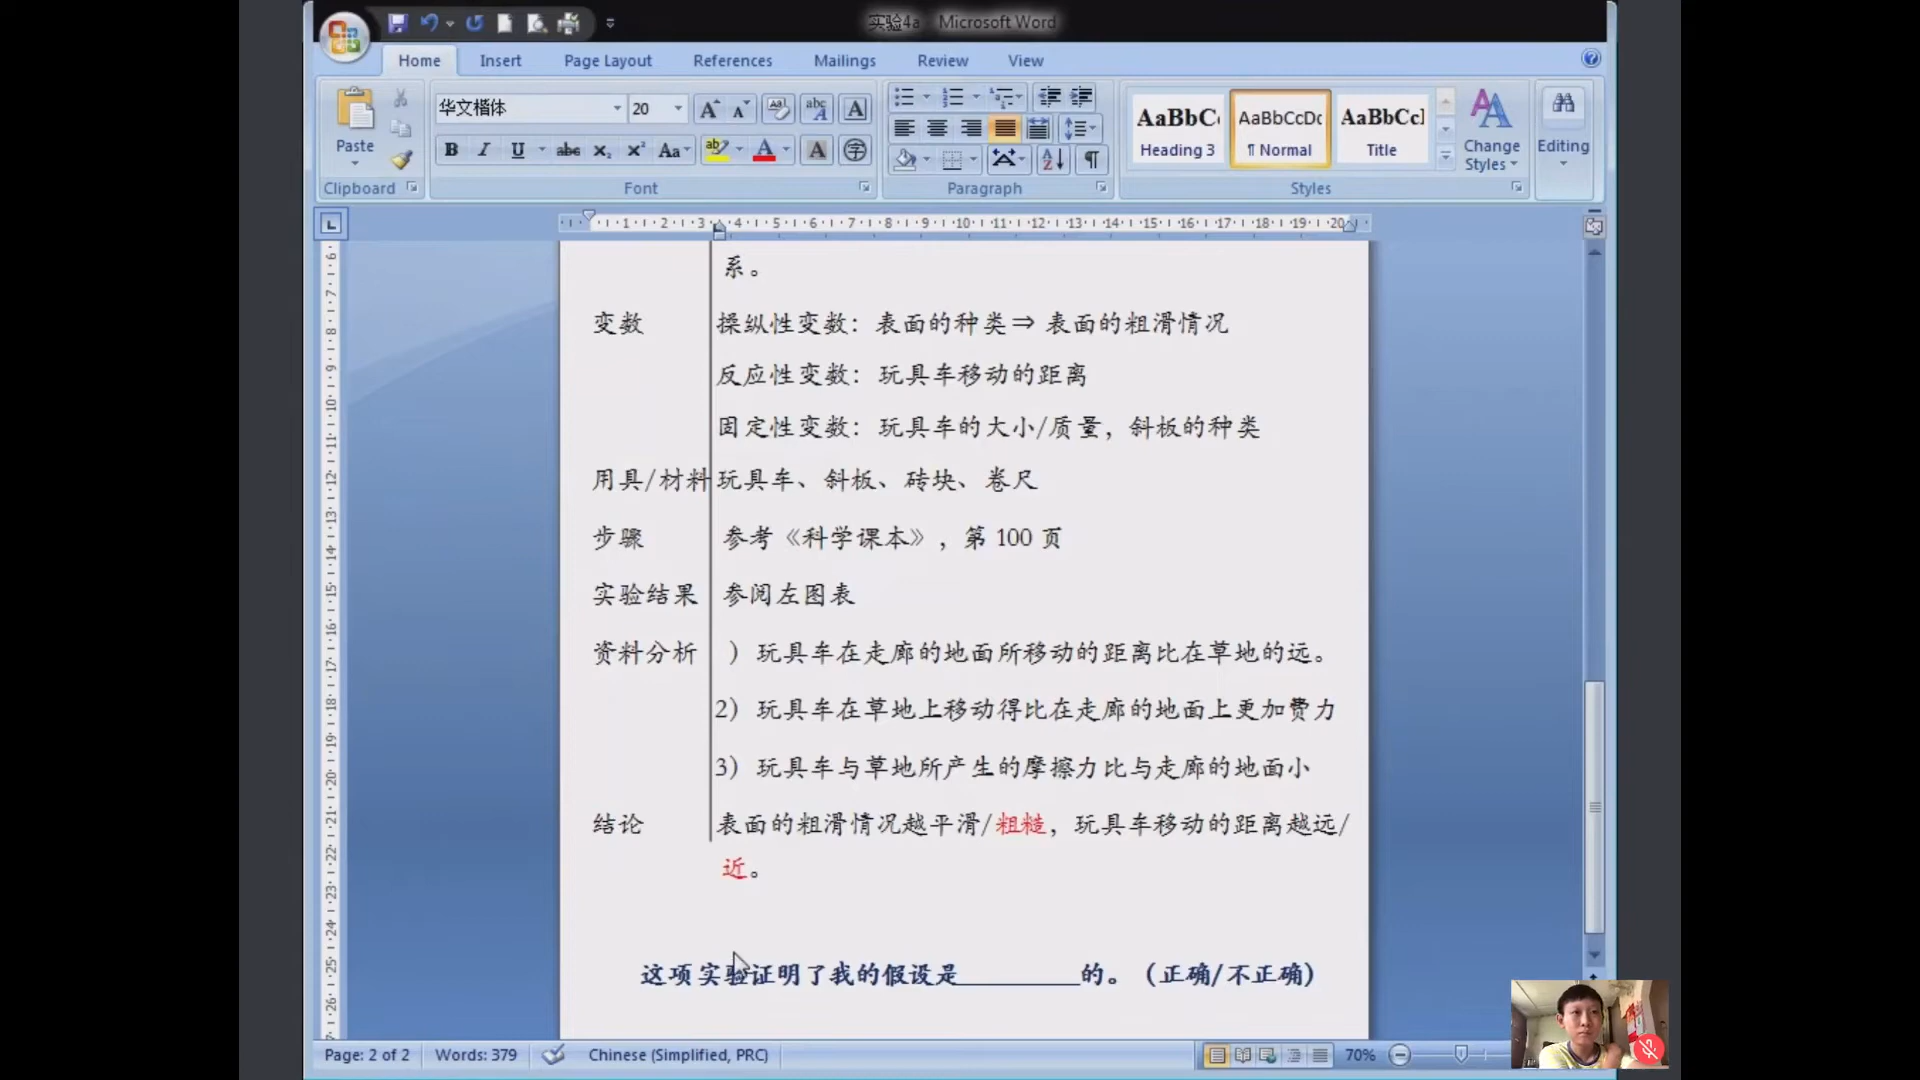 实验4a Microsoft Word
Home Insert Page Layout References Mailings Review View
华文楷体 20
AaBbC AaBbCcDc AaBbCcI
Paste
Heading 3 ¶ Normal Title
Change Styles
Editing
Clipboard Font Paragraph Styles
系。
变数 操纵性变数：表面的种类⇒ 表面的粗滑情况
反应性变数：玩具车移动的距离
固定性变数：玩具车的大小/质量，斜板的种类
用具/材料 玩具车、斜板、砖块、卷尺
步骤 参考《科学课本》，第 100 页
实验结果 参阅左图表
资料分析 ）玩具车在走廊的地面所移动的距离比在草地的远。
2）玩具车在草地上移动得比在走廊的地面上更加费力
3）玩具车与草地所产生的摩擦力比与走廊的地面小
结论 表面的粗滑情况越平滑/粗糙，玩具车移动的距离越远/
近。
这项实验证明了我的假设是_________的。（正确/不正确）
Page: 2 of 2 Words: 379 Chinese (Simplified, PRC) 70%